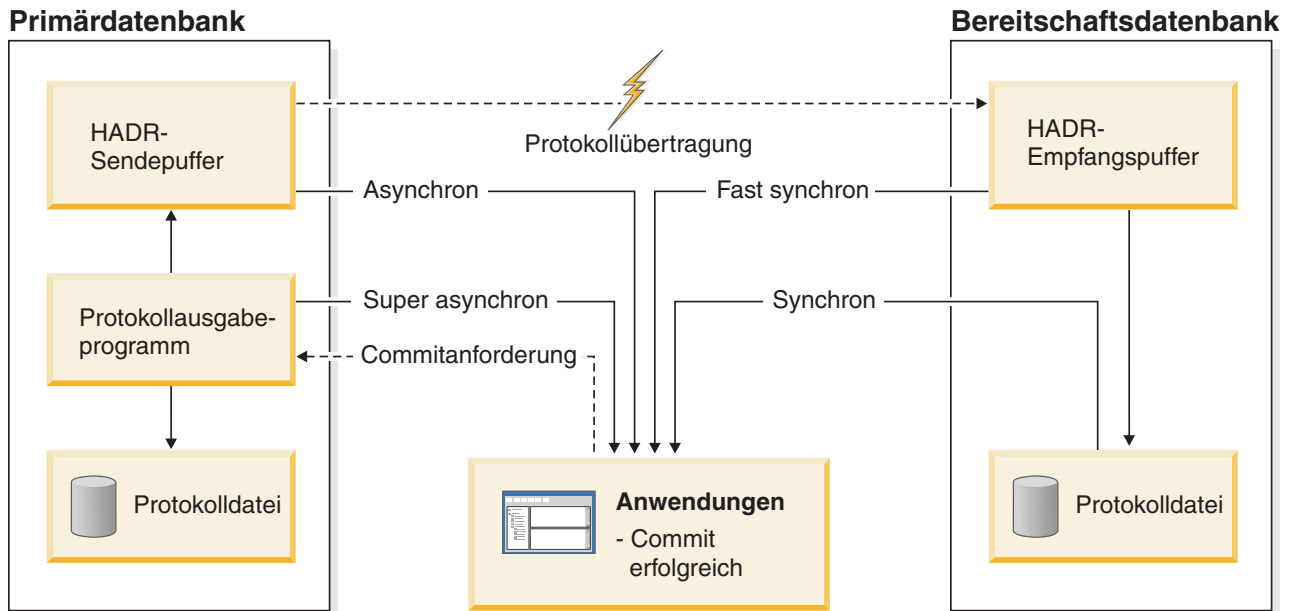 Primärdatenbank
Bereitschaftsdatenbank
HADR-
Sendepuffer
Protokollübertragung
HADR-
Empfangspuffer
Asynchron
Fast synchron
Protokollausgabe-
programm
Super asynchron
Synchron
Commitanforderung
Protokolldatei
Anwendungen
- Commit
erfolgreich
Protokolldatei